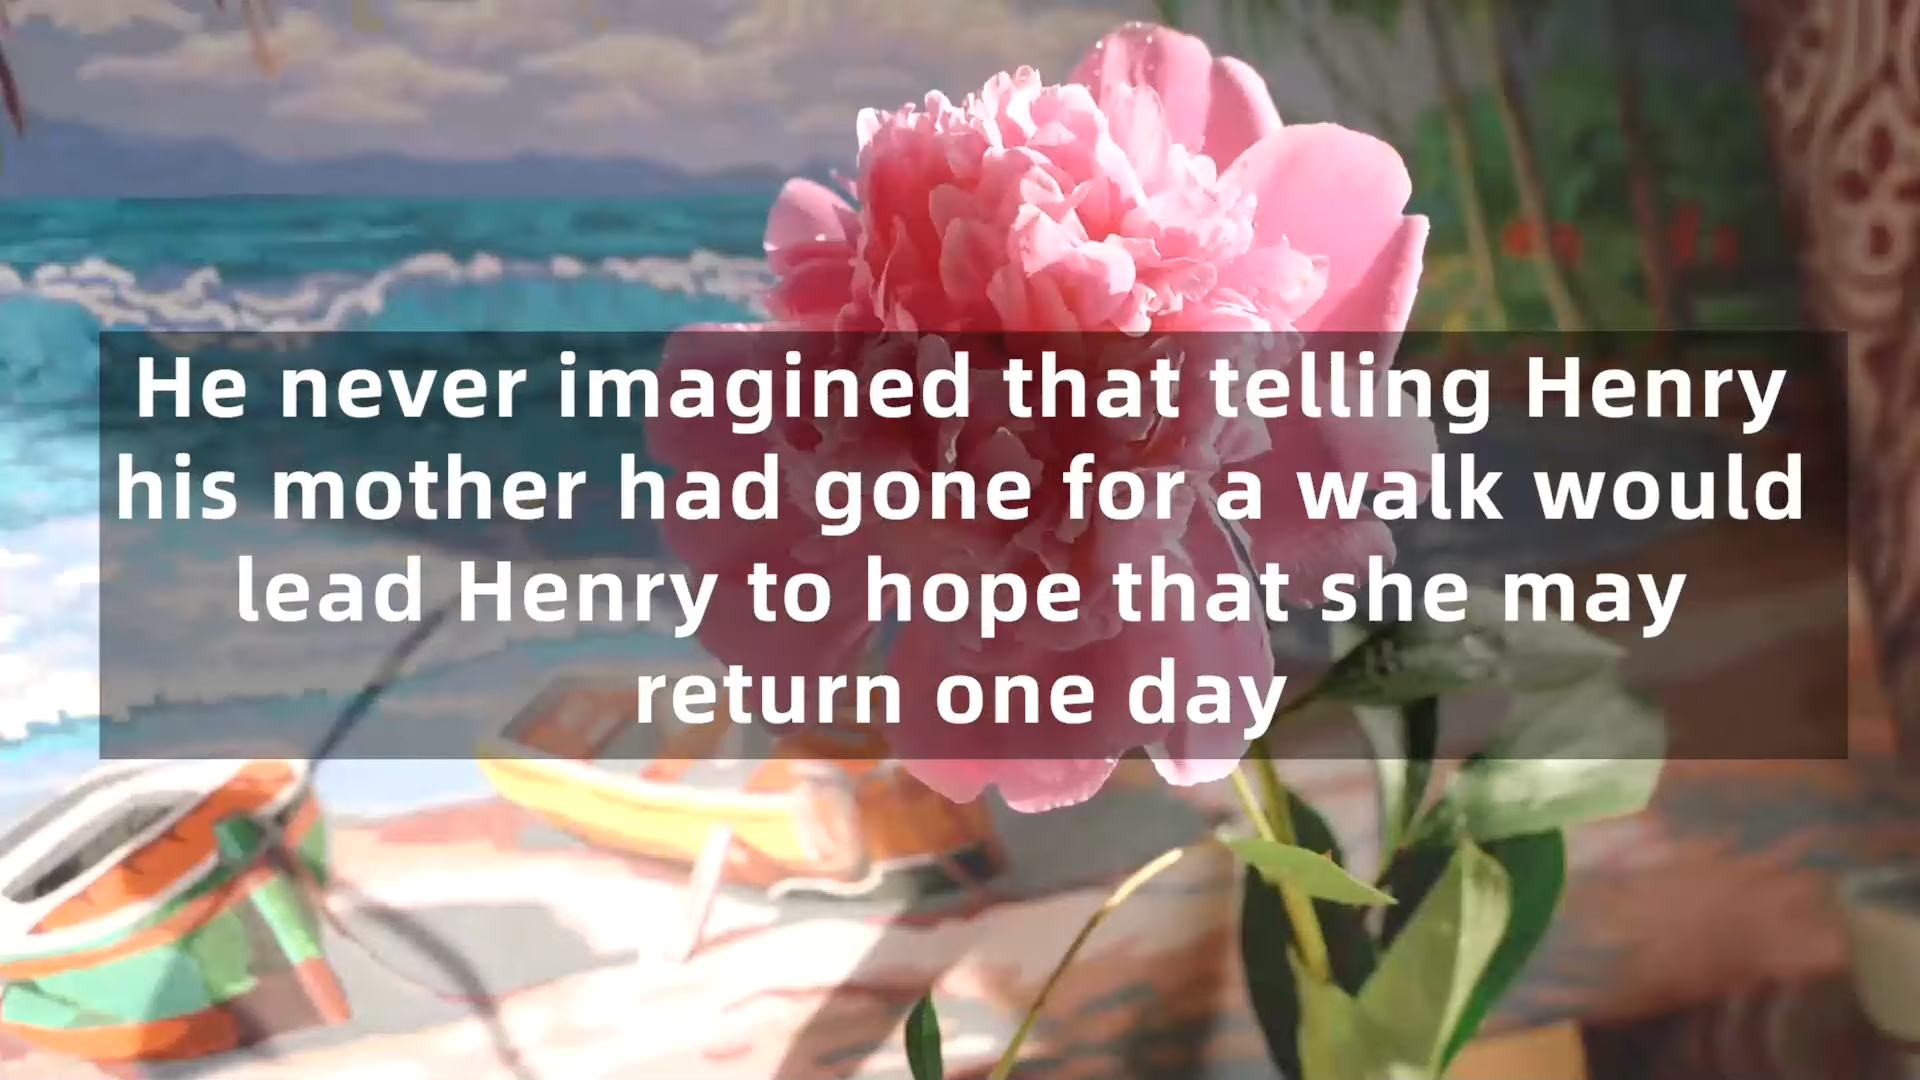 He never imagined that telling Henry
his mother had gone for a walk would
lead Henry to hope that she may
return one day